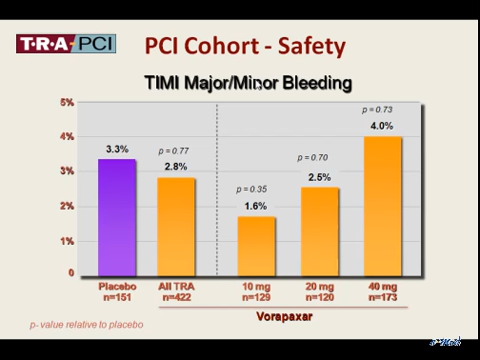 T·R·A·PCI
PCI Cohort - Safety
TIMI Major/Minor Bleeding
5%
4%
3%
2%
1%
0
3.3%
p = 0.77
2.8%
p = 0.35
1.6%
p = 0.70
2.5%
p = 0.73
4.0%
Placebo
n=151
All TRA
n=422
10 mg
n=129
20 mg
n=120
40 mg
n=173
Vorapaxar
p- value relative to placebo